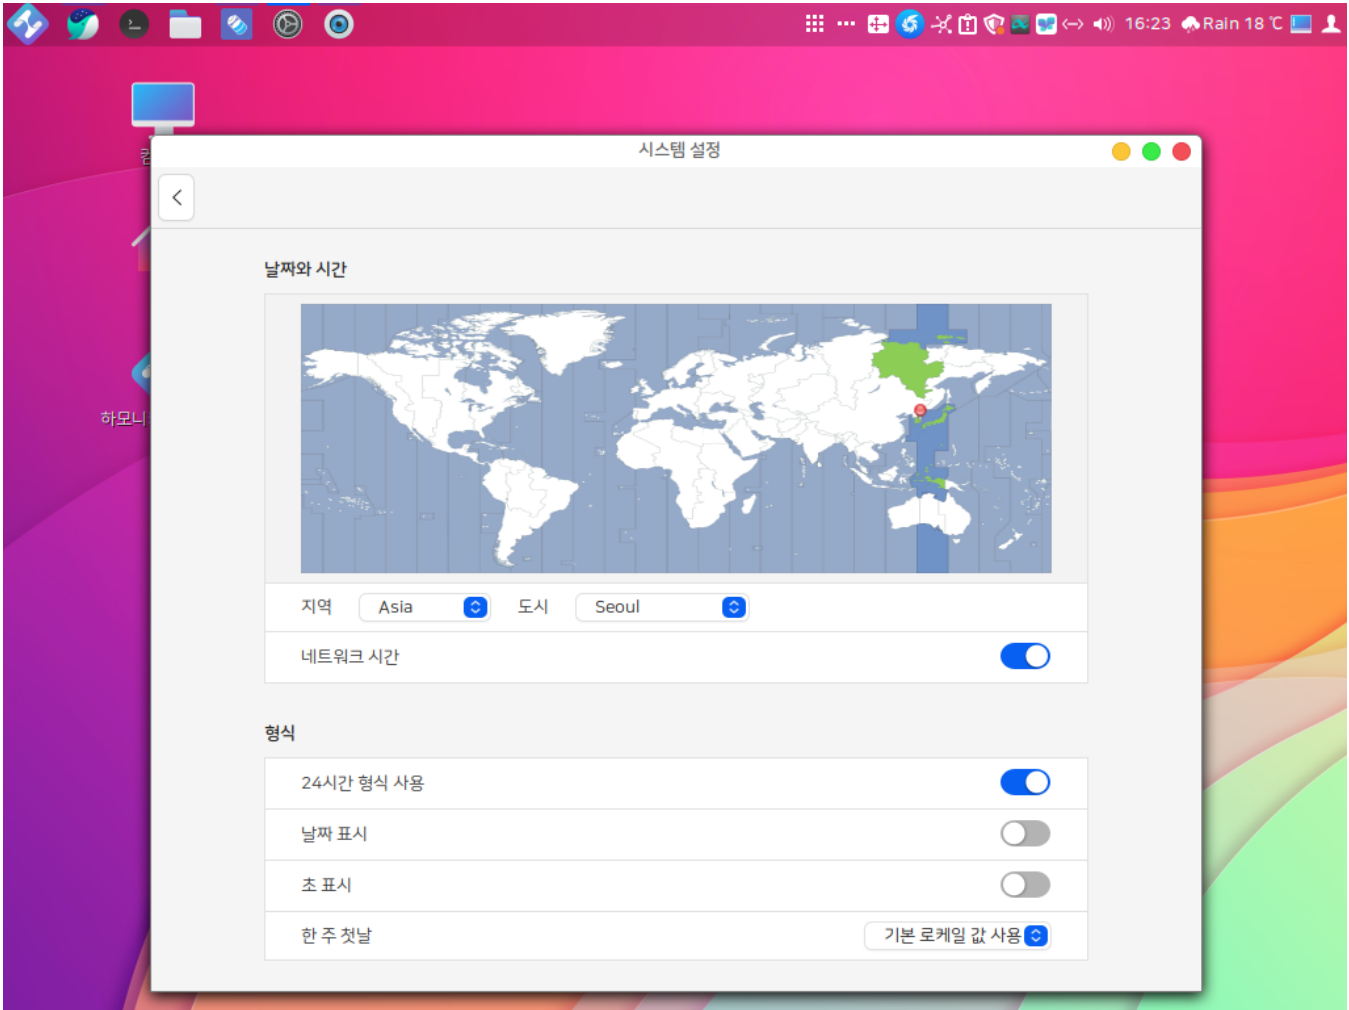 16:23 Rain 18 ℃
시스템 설정
하모니
날짜와 시간
지역 Asia 도시 Seoul
네트워크 시간
형식
24시간 형식 사용
날짜 표시
초 표시
한 주 첫날 기본 로케일 값 사용